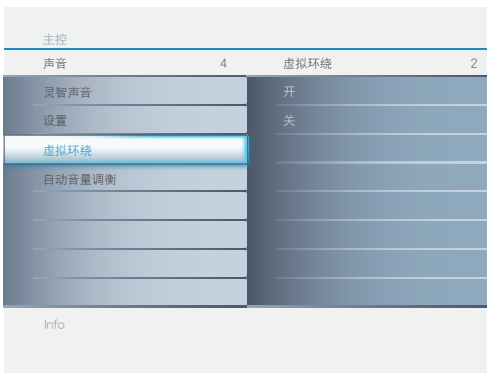 主控
声音 4 虚拟环绕 2
灵智声音 开
设置 关
虚拟环绕
自动音量调衡
Info